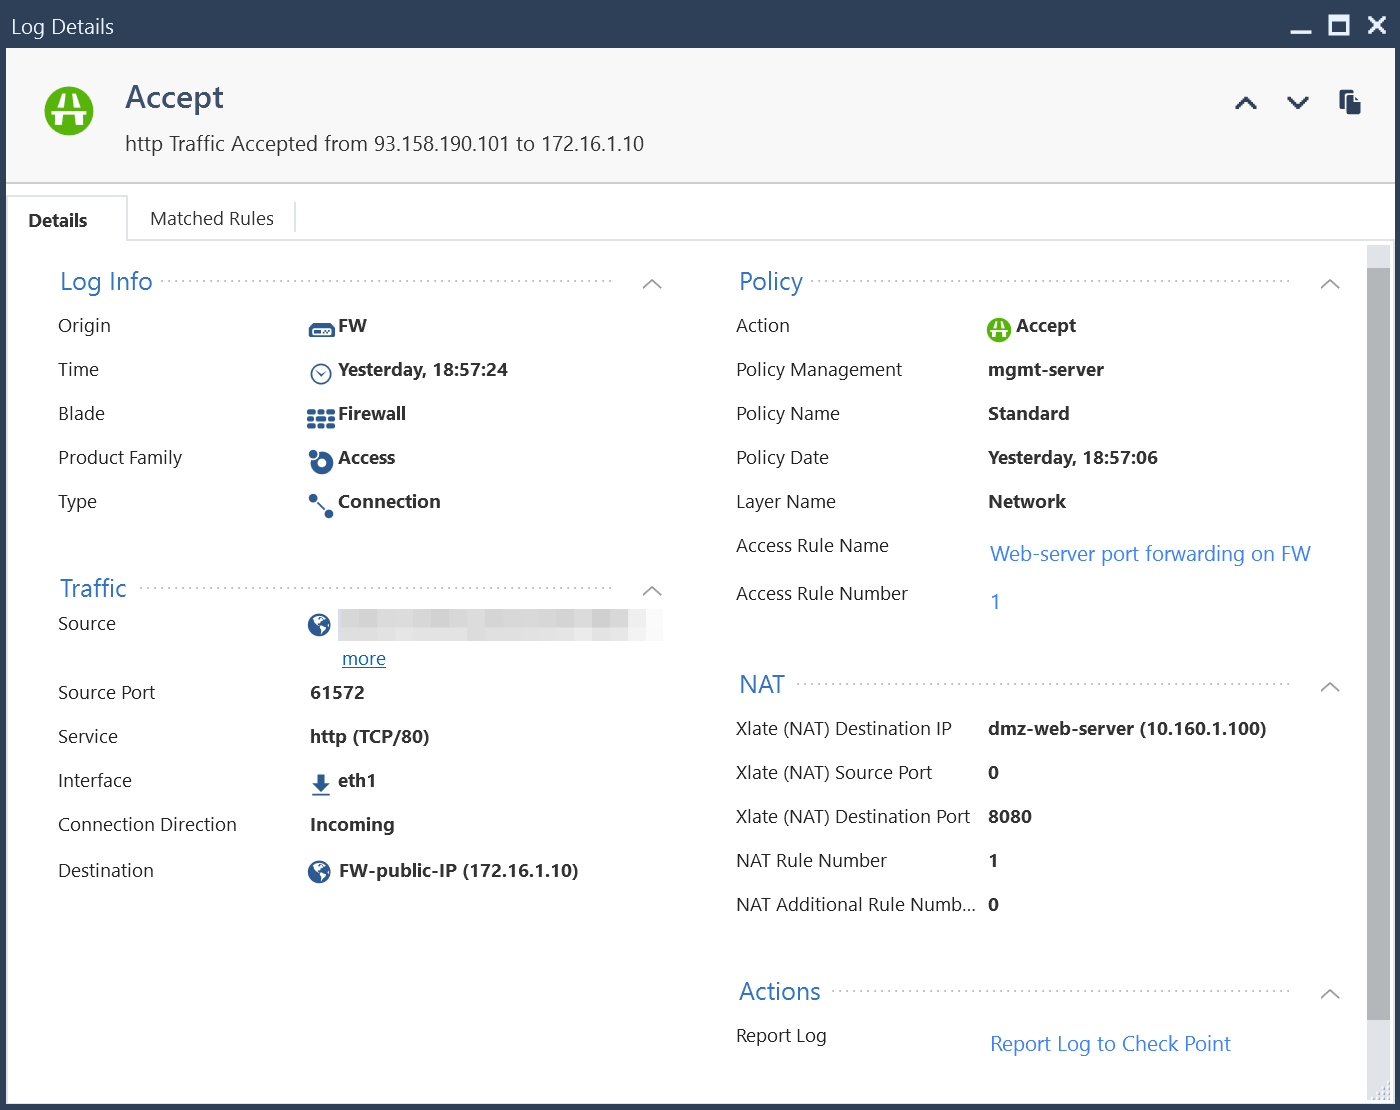 Log Details
Accept
http Traffic Accepted from 93.158.190.101 to 172.16.1.10
Details
Matched Rules
Log Info
Origin FW
Time Yesterday, 18:57:24
Blade Firewall
Product Family Access
Type Connection
Traffic
Source
more
Source Port 61572
Service http (TCP/80)
Interface eth1
Connection Direction Incoming
Destination FW-public-IP (172.16.1.10)
Policy
Action Accept
Policy Management mgmt-server
Policy Name Standard
Policy Date Yesterday, 18:57:06
Layer Name Network
Access Rule Name Web-server port forwarding on FW
Access Rule Number 1
NAT
Xlate (NAT) Destination IP dmz-web-server (10.160.1.100)
Xlate (NAT) Source Port 0
Xlate (NAT) Destination Port 8080
NAT Rule Number 1
NAT Additional Rule Numb... 0
Actions
Report Log Report Log to Check Point